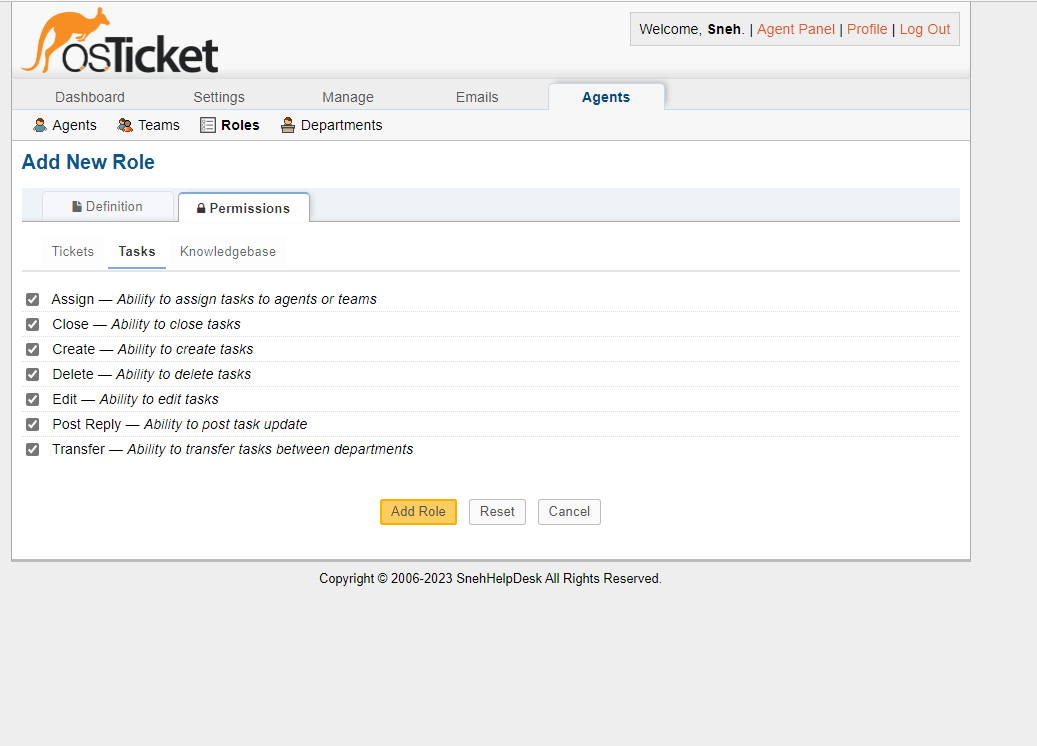 osTicket
Welcome, Sneh. | Agent Panel | Profile | Log Out
Dashboard Settings Manage Emails Agents
Agents Teams Roles Departments
Add New Role
Definition Permissions
Tickets Tasks Knowledgebase
Assign — Ability to assign tasks to agents or teams
Close — Ability to close tasks
Create — Ability to create tasks
Delete — Ability to delete tasks
Edit — Ability to edit tasks
Post Reply — Ability to post task update
Transfer — Ability to transfer tasks between departments
Add Role Reset Cancel
Copyright © 2006-2023 SnehHelpDesk All Rights Reserved.